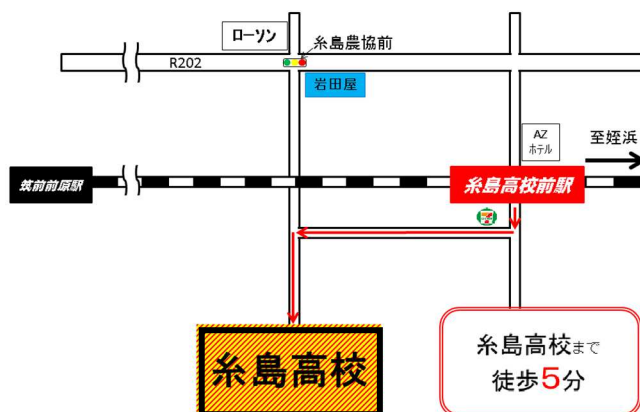 ローソン
糸島農協前
R202
岩田屋
AZ
ホテル
至姪浜
筑前前原駅
糸島高校前駅
糸島高校
糸島高校まで
徒歩5分